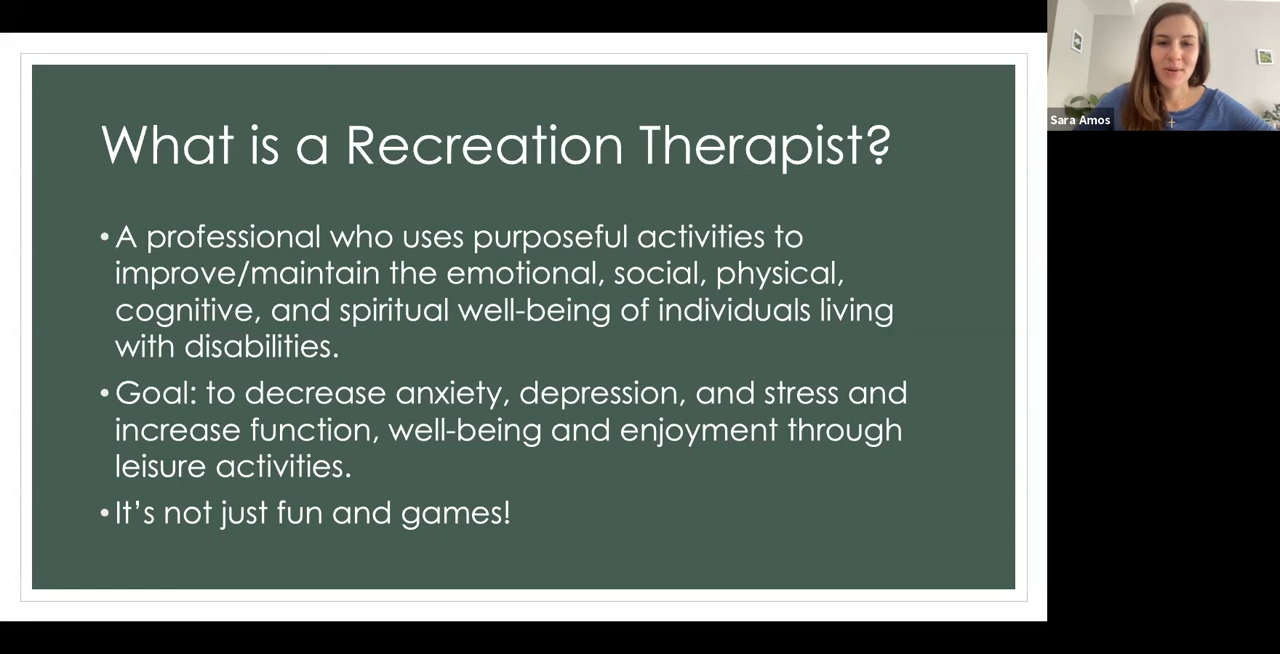 What is a Recreation Therapist?
• A professional who uses purposeful activities to
improve/maintain the emotional, social, physical,
cognitive, and spiritual well-being of individuals living
with disabilities.
• Goal: to decrease anxiety, depression, and stress and
increase function, well-being and enjoyment through
leisure activities.
• It’s not just fun and games!
Sara Amos